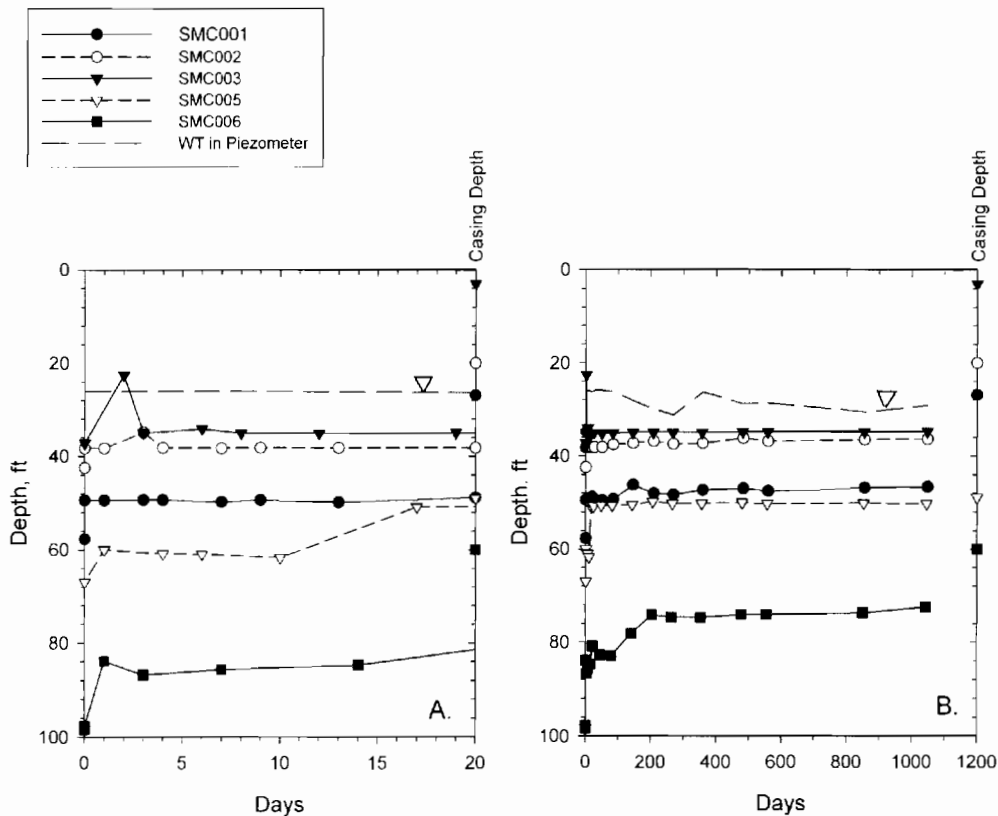 SMC001
SMC002
SMC003
SMC005
SMC006
WT in Piezometer
Casing Depth
Casing Depth
0
20
40
60
80
100
Depth, ft
0
5
10
15
20
Days
A.
0
20
40
60
80
100
Depth. ft
0
200
400
600
800
1000
1200
Days
B.